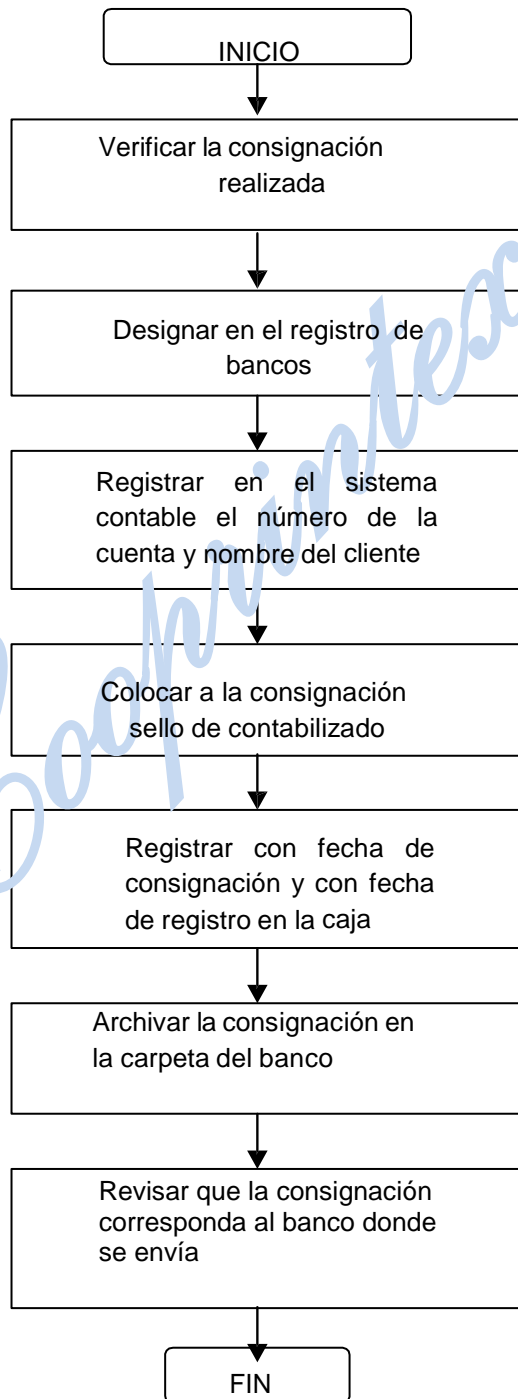 INICIO
Verificar la consignación
realizada
Designar en el registro de
bancos
Registrar en el sistema
contable el número de la
cuenta y nombre del cliente
Colocar a la consignación
sello de contabilizado
Registrar con fecha de
consignación y con fecha
de registro en la caja
Archivar la consignación en
la carpeta del banco
Revisar que la consignación
corresponda al banco donde
se envía
FIN
Cooprintex